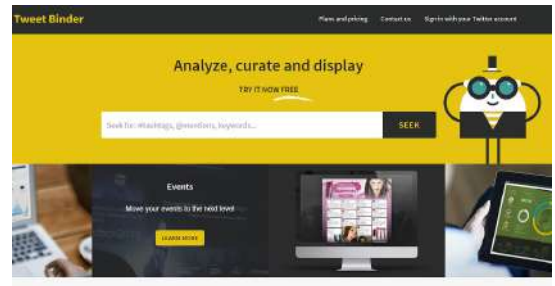 Tweet Binder
Plans and pricing Contact us Sign in with your Twitter account
Analyze, curate and display
TRY IT NOW FREE
Seek for: #hashtags, @mentions, keywords...
SEEK
Events
Move your events to the next level
LEARN MORE